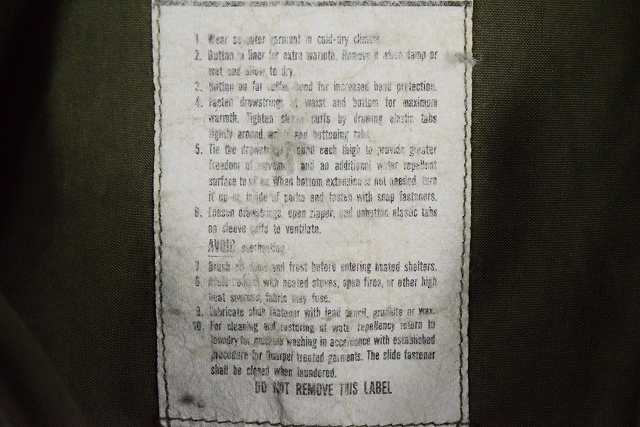 1. Wear as outer garment in cold-dry climate.
2. Button in liner for extra warmth. Remove it when damp or
wet and allow to dry.
3. Button on fur ruff hood for increased head protection.
4. Fasten drawstrings at waist and bottom for maximum
warmth. Tighten sleeve cuffs by drawing elastic tabs
tightly around wrists and buttoning tabs.
5. Tie the drawstrings around each thigh to provide greater
freedom of movement and an additional water repellent
surface to sit on. When bottom extension is not needed, turn
it up on inside of parka and fasten with snap fasteners.
6. Loosen drawstrings, open zipper, and unbutton elastic tabs
on sleeve cuffs to ventilate.
AVOID overheating.
7. Brush off snow and frost before entering heated shelters.
8. Avoid contact with heated stoves, open fires, or other high
heat sources, fabric may fuse.
9. Lubricate slide fastener with lead pencil, graphite or wax.
10. For cleaning and restoring of water repellency return to
laundry for machine washing in accordance with established
procedure for Quarpel treated garments. The slide fastener
shall be closed when laundered.
DO NOT REMOVE THIS LABEL